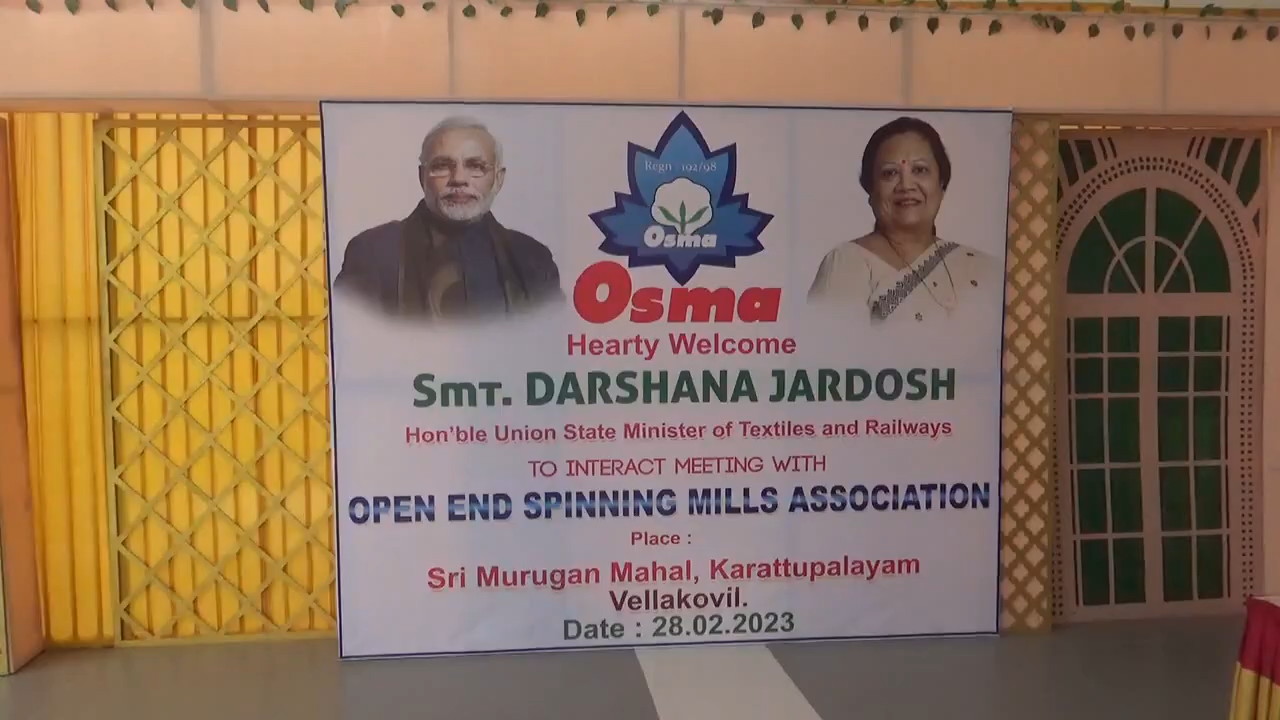 Regn 192/98
Osma
Osma
Hearty Welcome
Smt. DARSHANA JARDOSH
Hon'ble Union State Minister of Textiles and Railways
TO INTERACT MEETING WITH
OPEN END SPINNING MILLS ASSOCIATION
Place :
Sri Murugan Mahal, Karattupalayam
Vellakovil.
Date : 28.02.2023